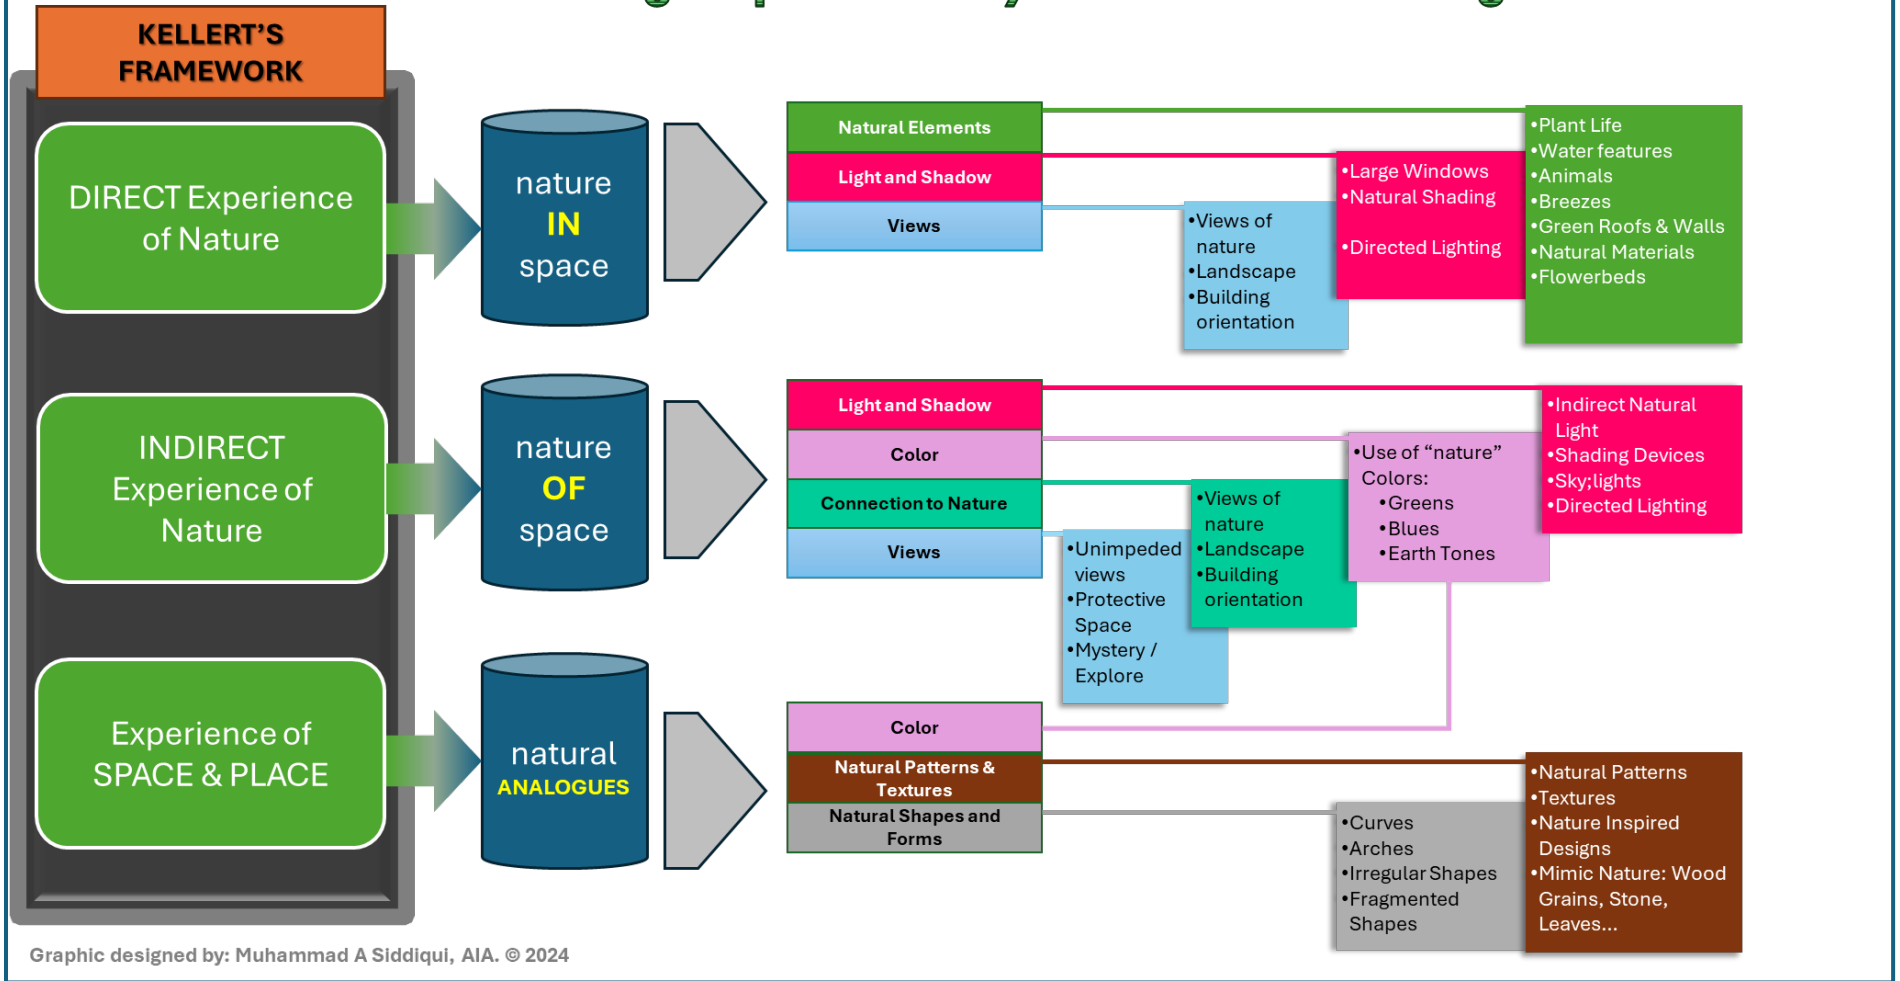 KELLERT'S
FRAMEWORK
DIRECT Experience
of Nature
nature
IN
space
Natural Elements
Light and Shadow
Views
•Views of
nature
•Landscape
•Building
orientation
•Large Windows
•Natural Shading
•Directed Lighting
•Plant Life
•Water features
•Animals
•Breezes
•Green Roofs & Walls
•Natural Materials
•Flowerbeds
INDIRECT
Experience of
Nature
nature
OF
space
Light and Shadow
Color
Connection to Nature
Views
•Unimpeded
views
•Protective
Space
•Mystery /
Explore
•Views of
nature
•Landscape
•Building
orientation
•Use of “nature”
Colors:
•Greens
•Blues
•Earth Tones
•Indirect Natural
Light
•Shading Devices
•Sky;lights
•Directed Lighting
Experience of
SPACE & PLACE
natural
ANALOGUES
Color
Natural Patterns &
Textures
Natural Shapes and
Forms
•Curves
•Arches
•Irregular Shapes
•Fragmented
Shapes
•Natural Patterns
•Textures
•Nature Inspired
Designs
•Mimic Nature: Wood
Grains, Stone,
Leaves...
Graphic designed by: Muhammad A Siddiqui, AIA. © 2024